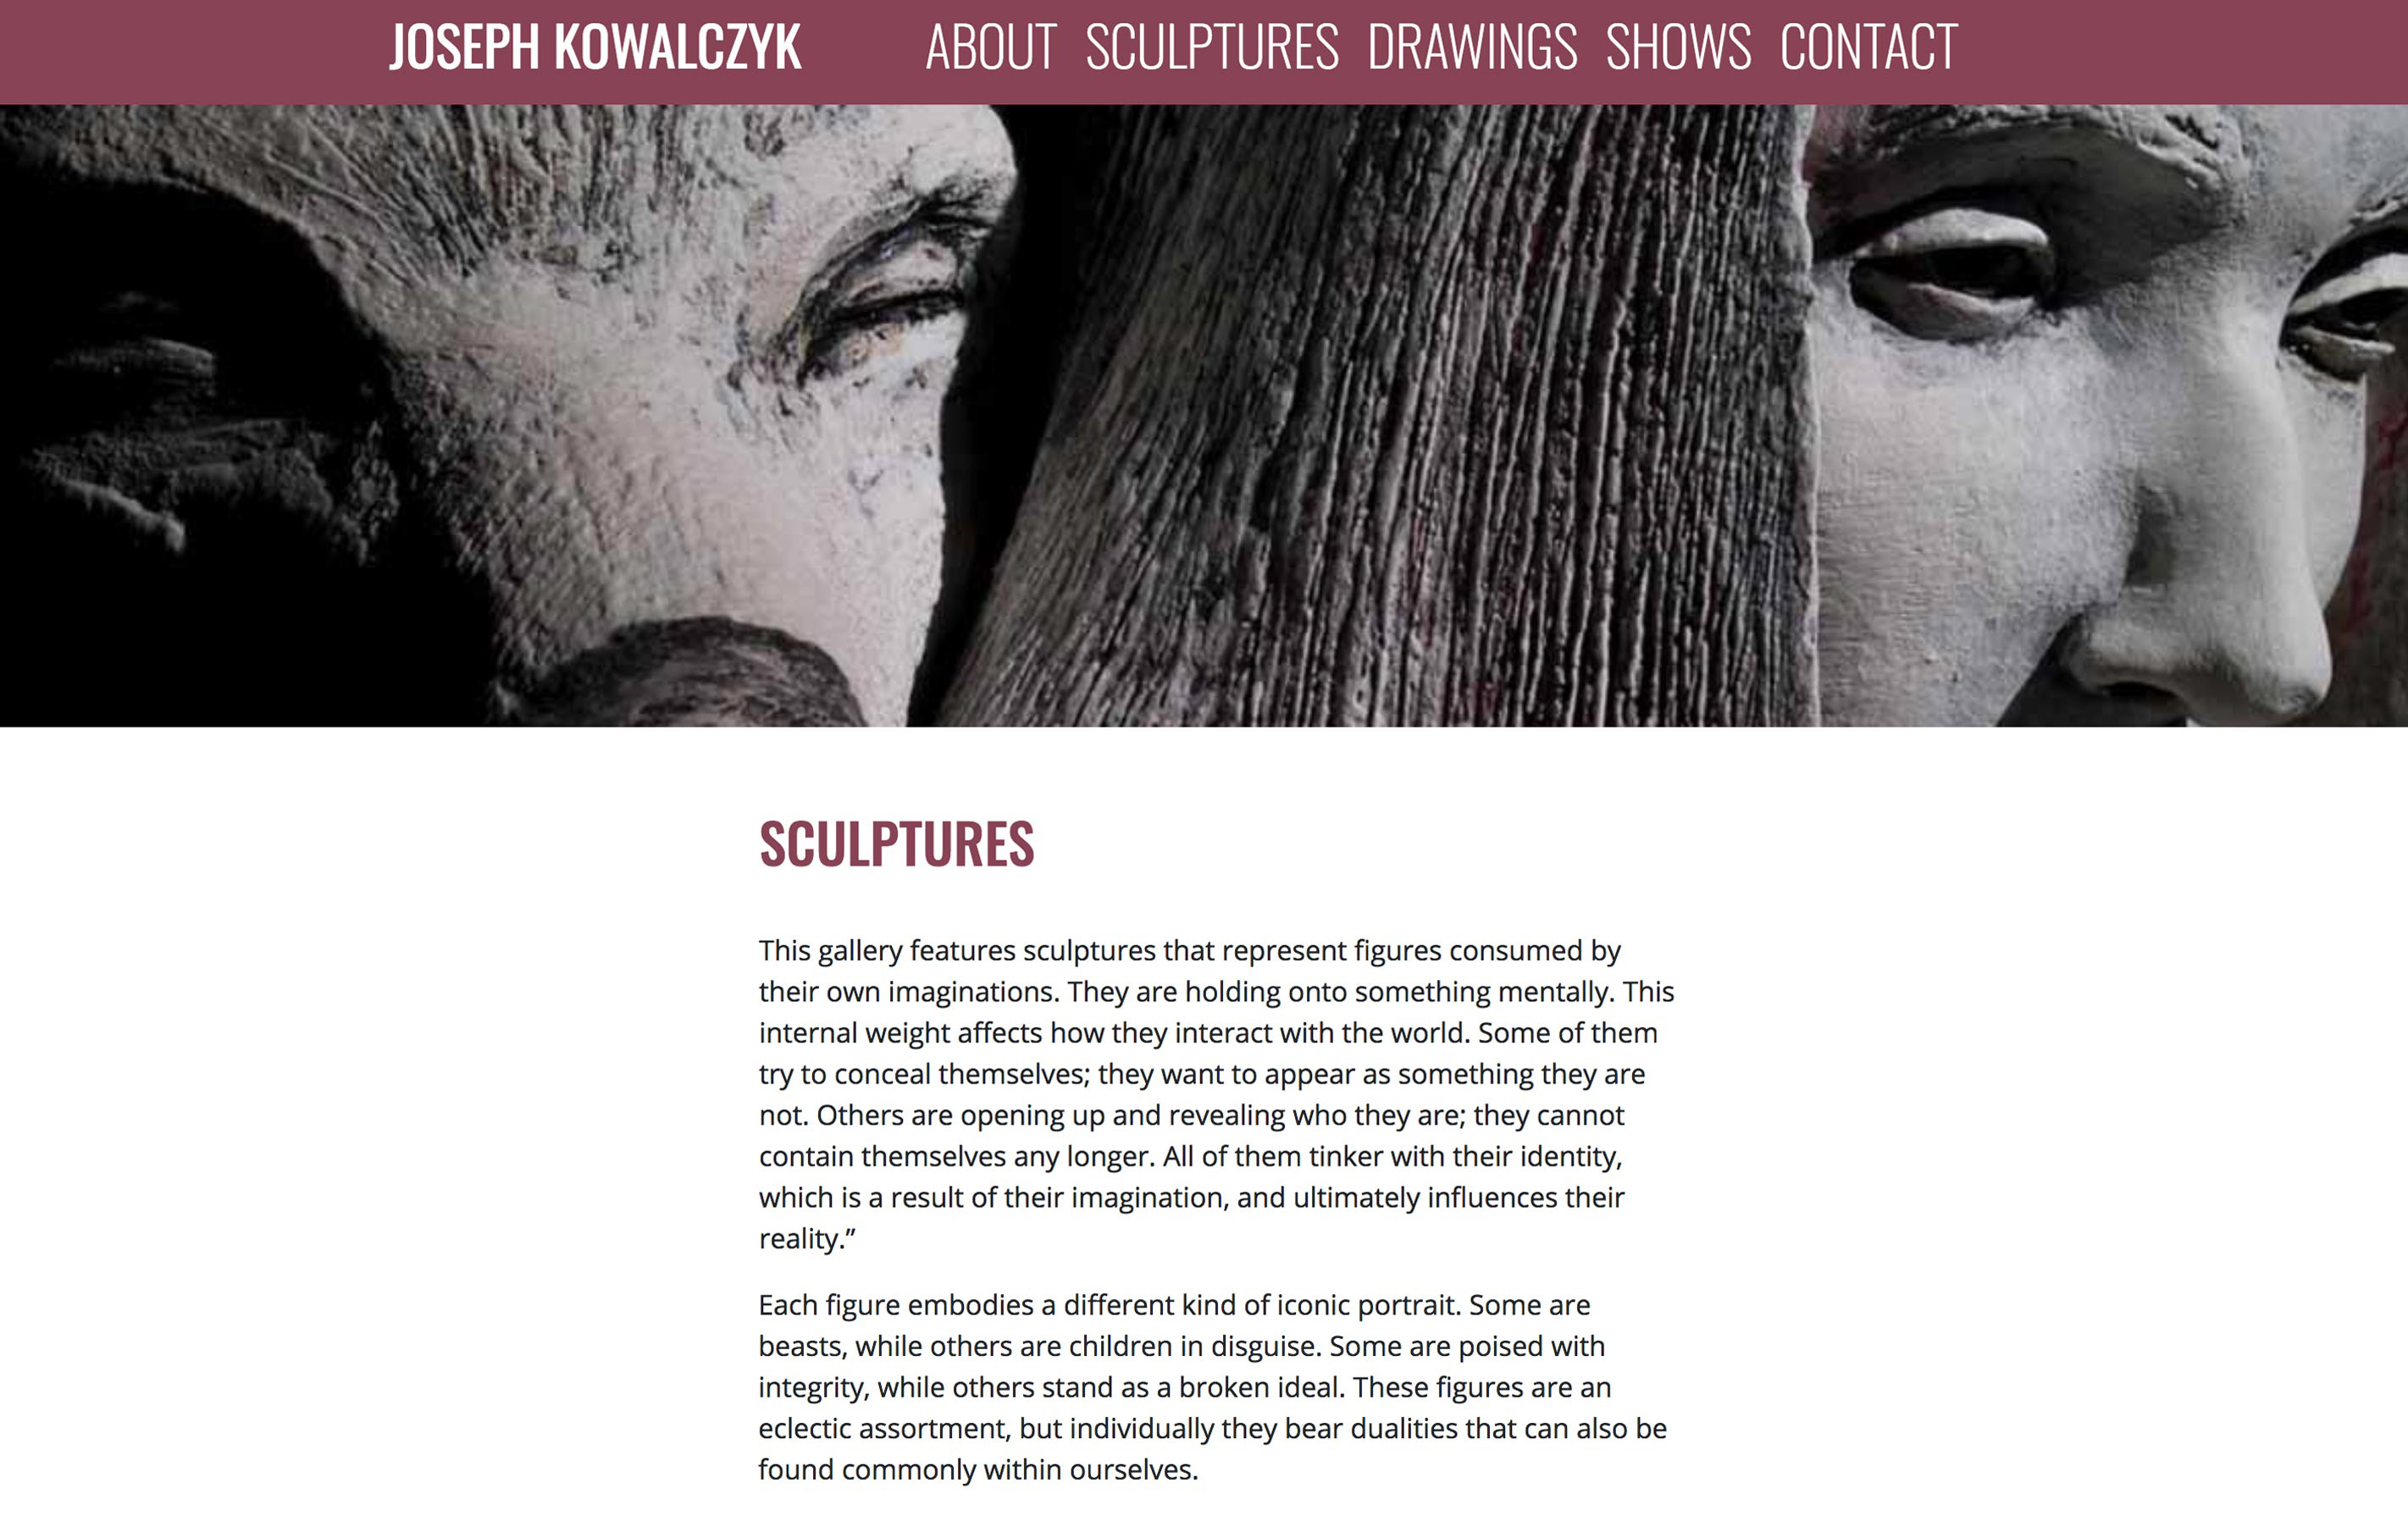 JOSEPH KOWALCZYK ABOUT SCULPTURES DRAWINGS SHOWS CONTACT
SCULPTURES
This gallery features sculptures that represent figures consumed by
their own imaginations. They are holding onto something mentally. This
internal weight affects how they interact with the world. Some of them
try to conceal themselves; they want to appear as something they are
not. Others are opening up and revealing who they are; they cannot
contain themselves any longer. All of them tinker with their identity,
which is a result of their imagination, and ultimately influences their
reality.”
Each figure embodies a different kind of iconic portrait. Some are
beasts, while others are children in disguise. Some are poised with
integrity, while others stand as a broken ideal. These figures are an
eclectic assortment, but individually they bear dualities that can also be
found commonly within ourselves.